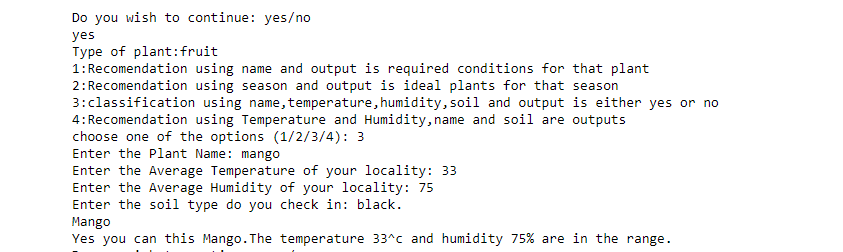 Do you wish to continue: yes/no
yes
Type of plant:fruit
1:Recomendation using name and output is required conditions for that plant
2:Recomendation using season and output is ideal plants for that season
3:classification using name,temperature,humidity,soil and output is either yes or no
4:Recomendation using Temperature and Humidity,name and soil are outputs
choose one of the options (1/2/3/4): 3
Enter the Plant Name: mango
Enter the Average Temperature of your locality: 33
Enter the Average Humidity of your locality: 75
Enter the soil type do you check in: black.
Mango
Yes you can this Mango.The temperature 33^c and humidity 75% are in the range.